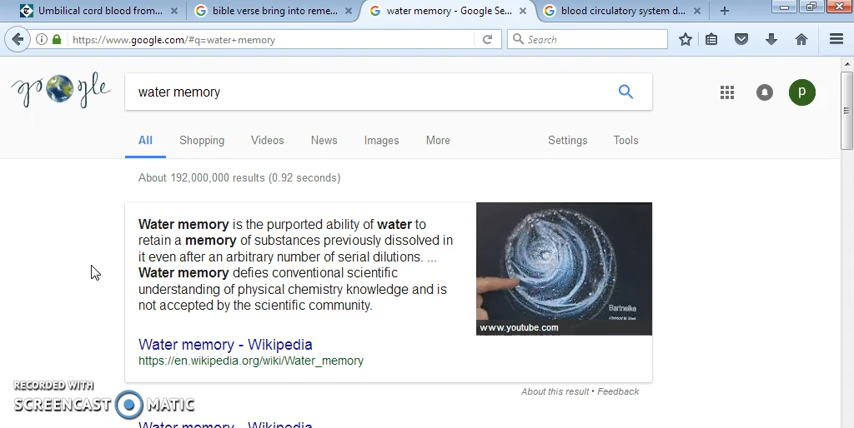 Umbilical cord blood from...
bible verse bring into reme...
water memory - Google Se...
blood circulatory system d...
https://www.google.com/#q=water+memory
Search
google
water memory
p
All
Shopping
Videos
News
Images
More
Settings
Tools
About 192,000,000 results (0.92 seconds)
Water memory is the purported ability of water to
retain a memory of substances previously dissolved in
it even after an arbitrary number of serial dilutions. ...
Water memory defies conventional scientific
understanding of physical chemistry knowledge and is
not accepted by the scientific community.
Bartnelke
www.youtube.com
Water memory - Wikipedia
https://en.wikipedia.org/wiki/Water_memory
About this result • Feedback
RECORDED WITH
SCREENCAST MATIC
Water memory - Wikipedia